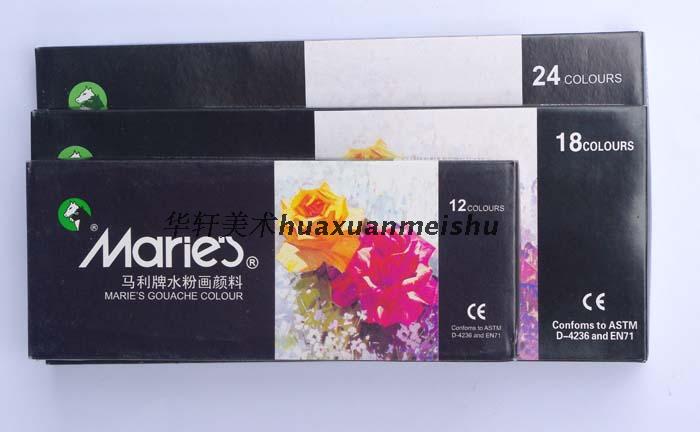 24 COLOURS
18 COLOURS
12 COLOURS
华轩美术huaxuanmeishu
®
Marie's®
马利牌水粉画颜料
MARIE'S GOUACHE COLOUR
CE
Confoms to ASTM
D-4236 and EN71
CE
Confoms to ASTM
D-4236 and EN71